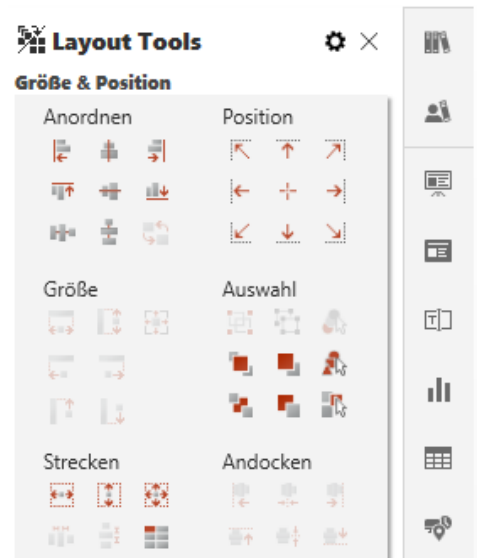 Layout Tools
Größe & Position
Anordnen
Position
Größe
Auswahl
Strecken
Andocken